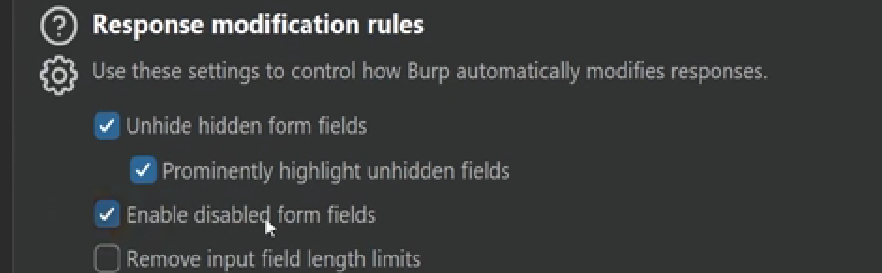 Response modification rules
Use these settings to control how Burp automatically modifies responses.
Unhide hidden form fields
Prominently highlight unhidden fields
Enable disabled form fields
Remove input field length limits